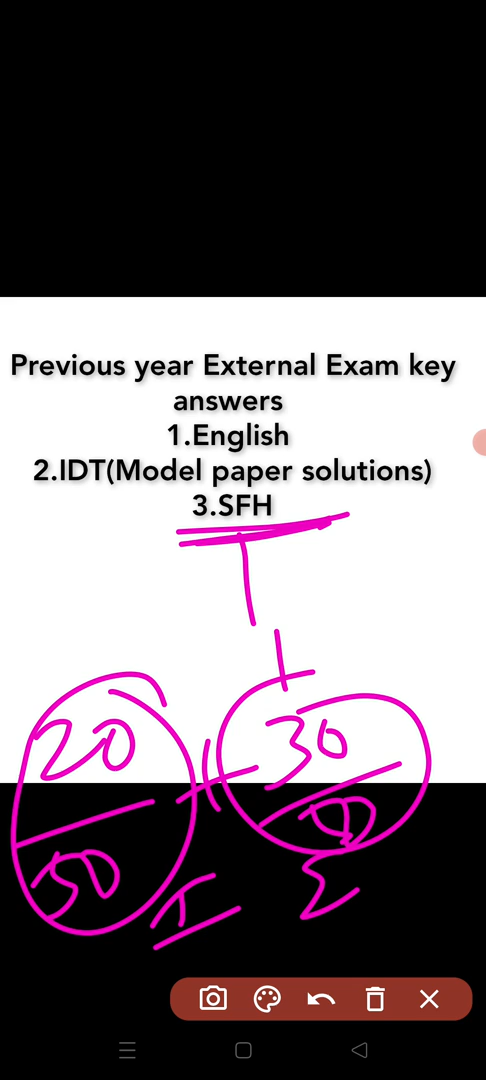 Previous year External Exam key
answers
1.English
2.IDT(Model paper solutions)
3.SFH
20 + 30
50
I